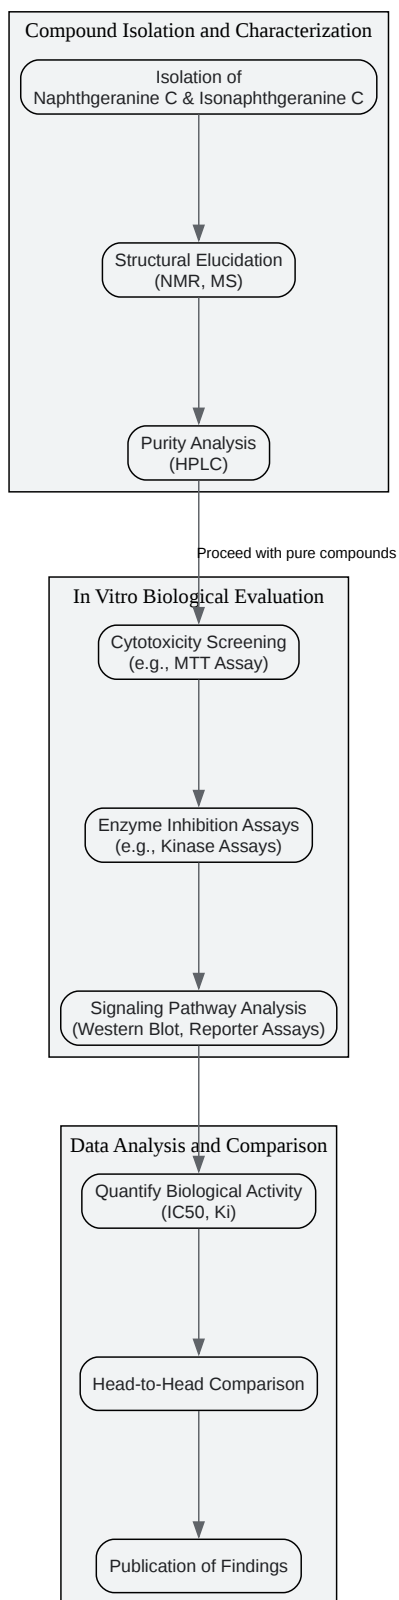 Compound Isolation and Characterization
Isolation of
Naphthgeranine C & Isonaphthgeranine C
Structural Elucidation
(NMR, MS)
Purity Analysis
(HPLC)
Proceed with pure compounds
In Vitro Biological Evaluation
Cytotoxicity Screening
(e.g., MTT Assay)
Enzyme Inhibition Assays
(e.g., Kinase Assays)
Signaling Pathway Analysis
(Western Blot, Reporter Assays)
Data Analysis and Comparison
Quantify Biological Activity
(IC50, Ki)
Head-to-Head Comparison
Publication of Findings